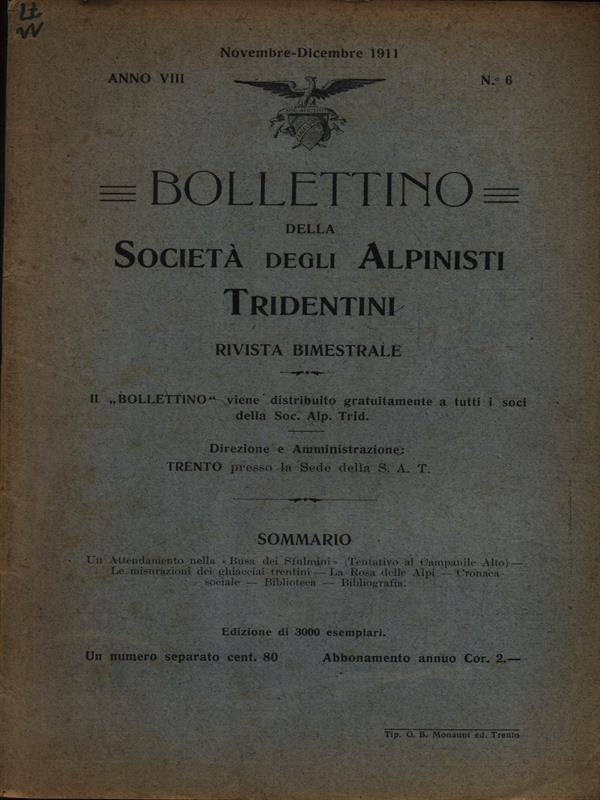 Novembre-Dicembre 1911
ANNO VIII N.º 6
BOLLETTINO
DELLA
SOCIETÀ DEGLI ALPINISTI
TRIDENTINI
RIVISTA BIMESTRALE
Il „BOLLETTINO“ viene distribuito gratuitamente a tutti i soci
della Soc. Alp. Trid.
Direzione e Amministrazione:
TRENTO presso la Sede della S. A. T.
SOMMARIO
Un Attendamento nella «Busa dei Sfulmini» (Tentativo al Campanile Alto) —
Le misurazioni dei ghiacciai trentini — La Rosa delle Alpi — Cronaca
sociale — Biblioteca — Bibliografia.
Edizione di 3000 esemplari.
Un numero separato cent. 80 Abbonamento annuo Cor. 2.—
Tip. G. B. Monauni ed. Trento